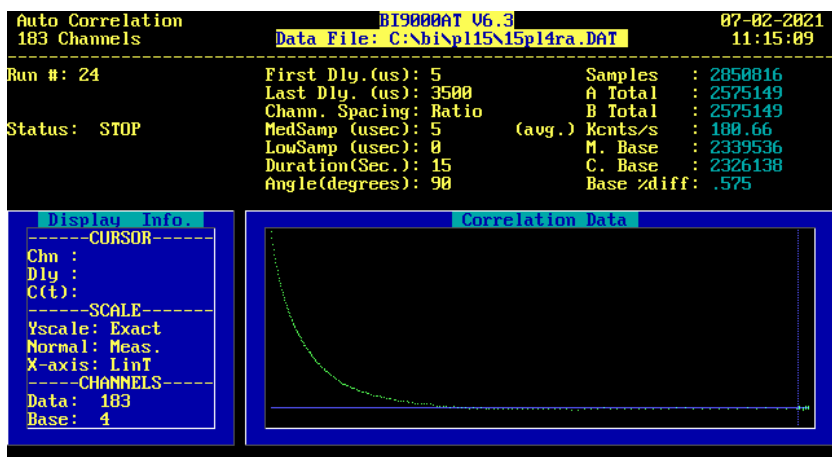 Auto Correlation BI9000AT V6.3 07-02-2021
183 Channels Data File: C:\bi\pl15\15pl4ra.DAT 11:15:09
Run #: 24 First Dly.(us): 5 Samples : 2850816
Last Dly. (us): 3500 A Total : 2575149
Chann. Spacing: Ratio B Total : 2575149
Status: STOP MedSamp (usec): 5 (avg.) Kcnts/s : 180.66
LowSamp (usec): 0 M. Base : 2339536
Duration(Sec.): 15 C. Base : 2326138
Angle(degrees): 90 Base %diff: .575
Display Info. Correlation Data
------CURSOR------
Chn :
Dly :
C(t):
------SCALE-------
Yscale: Exact
Normal: Meas.
X-axis: LinT
-----CHANNELS-----
Data: 183
Base: 4